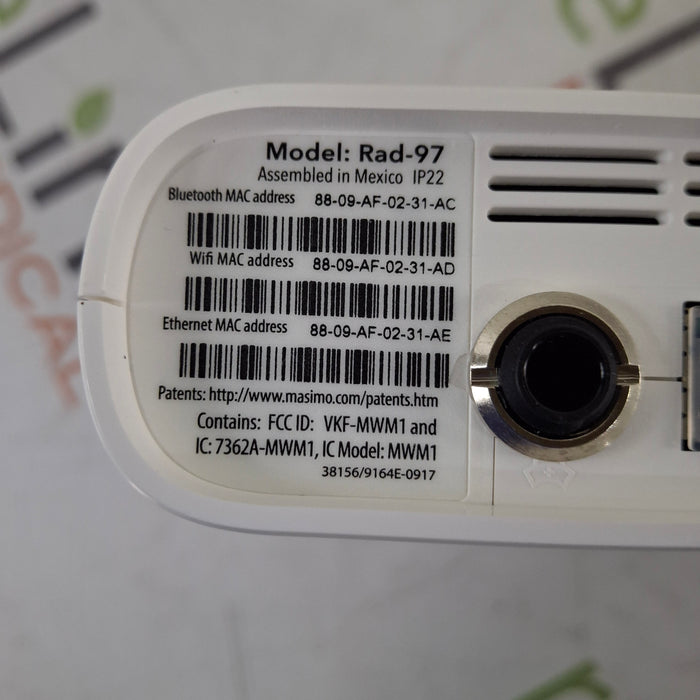 Model: Rad-97
Assembled in Mexico IP22
Bluetooth MAC address 88-09-AF-02-31-AC
Wifi MAC address 88-09-AF-02-31-AD
Ethernet MAC address 88-09-AF-02-31-AE
Patents: http://www.masimo.com/patents.htm
Contains: FCC ID: VKF-MWM1 and
IC: 7362A-MWM1, IC Model: MWM1
38156/9164E-0917